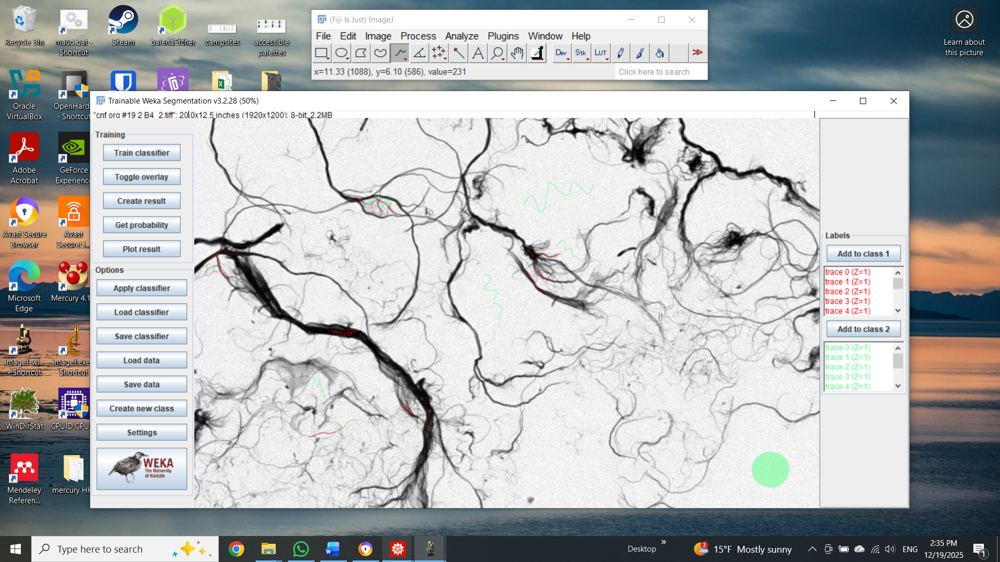 Recycle Bin
maud.bat - Shortcut
Steam
balenaEtcher
campsites
accessible palettes
Learn about this picture
Oracle VirtualBox
OpenHard... - Shortcut
Adobe Acrobat
GeForce Experience
Avast Secure Browser
Avast SecureLi...
Microsoft Edge
Mercury 4.1
ImageJ-wi... - Shortcut
ImageJ.exe Shortcut
WinDirStat
CPUID CPU
Mendeley Referen...
mercury HK
(Fiji Is Just) ImageJ
File Edit Image Process Analyze Plugins Window Help
Dev Stk LUT
x=11.33 (1088), y=6.10 (586), value=231
Click here to search
Trainable Weka Segmentation v3.2.28 (50%)
"cnf org #19 2 B4_2.tiff": 20.0x12.5 inches (1920x1200); 8-bit; 2.2MB
Training
Train classifier
Toggle overlay
Create result
Get probability
Plot result
Options
Apply classifier
Load classifier
Save classifier
Load data
Save data
Create new class
Settings
WEKA
The University
of Waikato
Labels
Add to class 1
trace 0 (Z=1)
trace 1 (Z=1)
trace 2 (Z=1)
trace 3 (Z=1)
trace 4 (Z=1)
Add to class 2
trace 0 (Z=1)
trace 1 (Z=1)
trace 2 (Z=1)
trace 3 (Z=1)
trace 4 (Z=1)
Type here to search
Desktop
2
15°F Mostly sunny
ENG
2:35 PM
12/19/2025
1